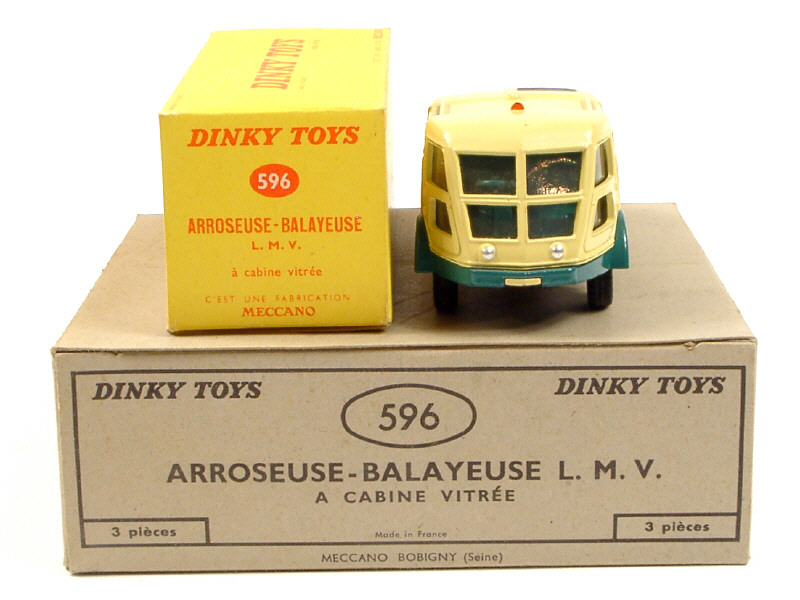 DINKY TOYS
DINKY TOYS
596
ARROSEUSE-BALAYEUSE
L. M. V.
à cabine vitrée
C'EST UNE FABRICATION
MECCANO
DINKY TOYS
DINKY TOYS
596
ARROSEUSE-BALAYEUSE L. M. V.
A CABINE VITRÉE
3 pièces
3 pièces
Made in France
MECCANO BOBIGNY (Seine)